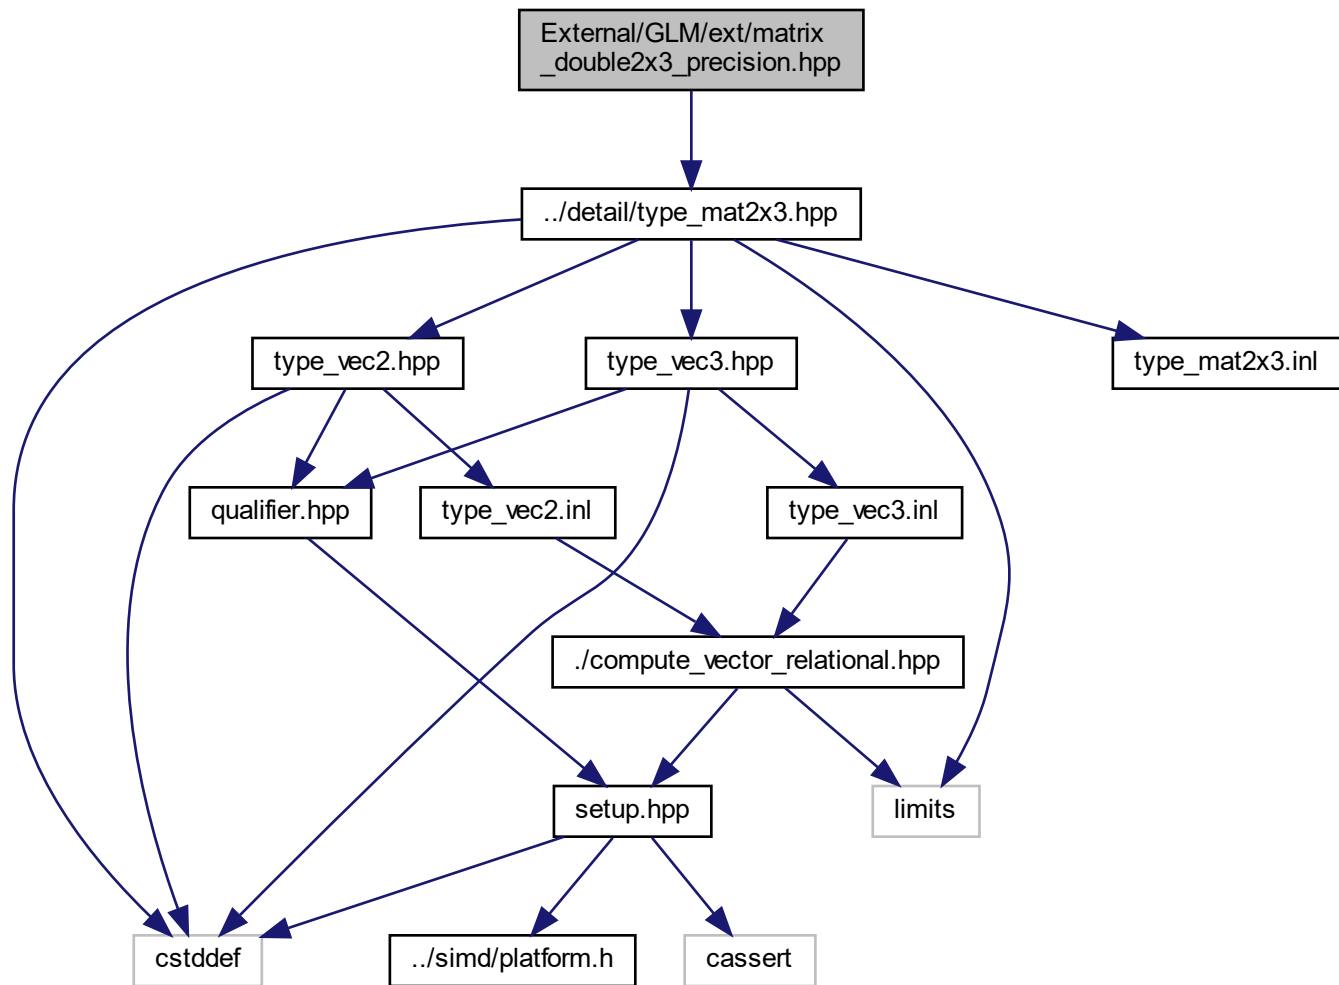 External/GLM/ext/matrix
_double2x3_precision.hpp
../detail/type_mat2x3.hpp
type_vec2.hpp
type_vec3.hpp
type_mat2x3.inl
qualifier.hpp
type_vec2.inl
type_vec3.inl
./compute_vector_relational.hpp
setup.hpp
limits
cstddef
../simd/platform.h
cassert